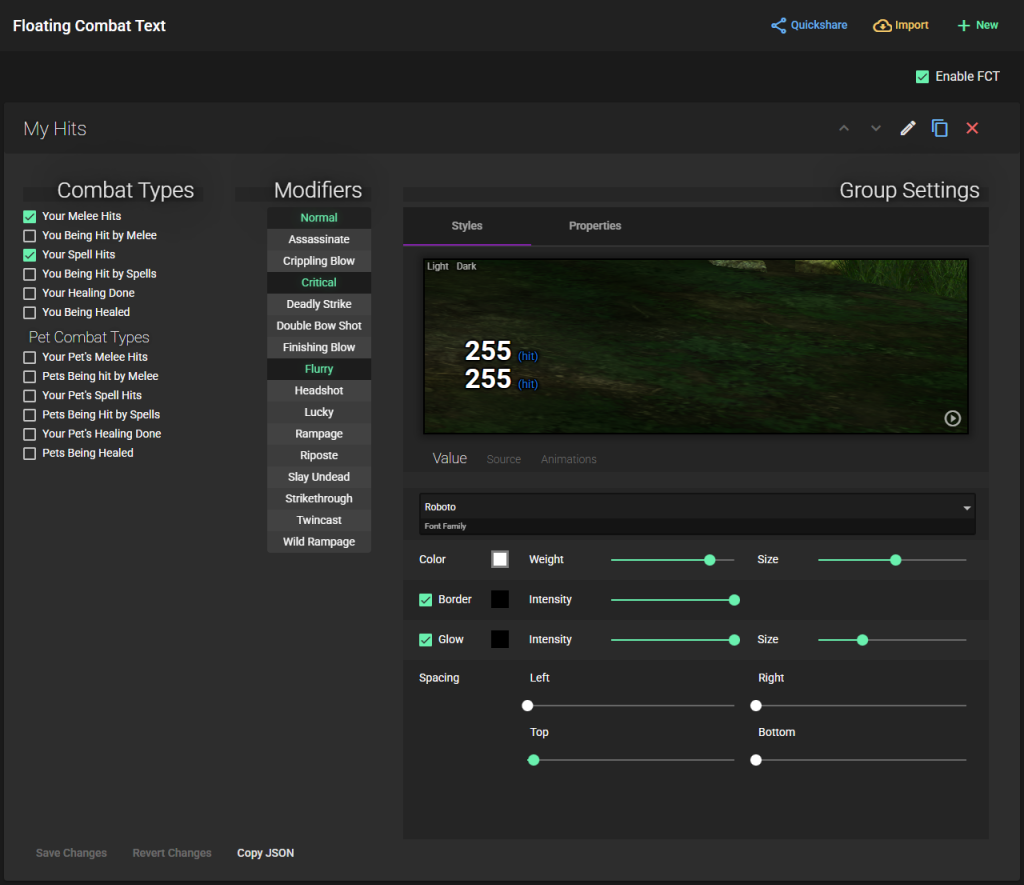 Floating Combat Text
Quickshare
Import
New
Enable FCT
My Hits
Combat Types
Your Melee Hits
You Being Hit by Melee
Your Spell Hits
You Being Hit by Spells
Your Healing Done
You Being Healed
Pet Combat Types
Your Pet's Melee Hits
Pets Being hit by Melee
Your Pet's Spell Hits
Pets Being Hit by Spells
Your Pet's Healing Done
Pets Being Healed
Modifiers
Normal
Assassinate
Crippling Blow
Critical
Deadly Strike
Double Bow Shot
Finishing Blow
Flurry
Headshot
Lucky
Rampage
Riposte
Slay Undead
Strikethrough
Twincast
Wild Rampage
Group Settings
Styles Properties
Light Dark
255 (hit)
255 (hit)
Value Source Animations
Roboto
Font Family
Color Weight Size
Border Intensity
Glow Intensity Size
Spacing Left Right
Top Bottom
Save Changes Revert Changes Copy JSON